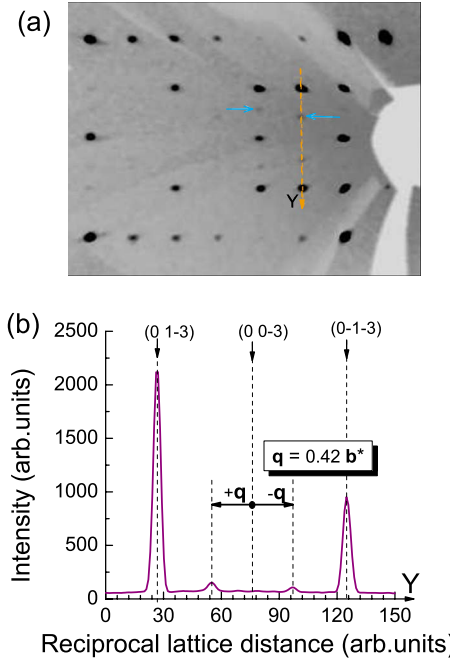 (a)
Y
(b)
(0 1-3)
(0 0-3)
(0-1-3)
2500
2000
1500
1000
500
0
Intensity (arb.units)
q = 0.42 b*
+q
-q
Y
0
30
60
90
120
150
Reciprocal lattice distance (arb.units)